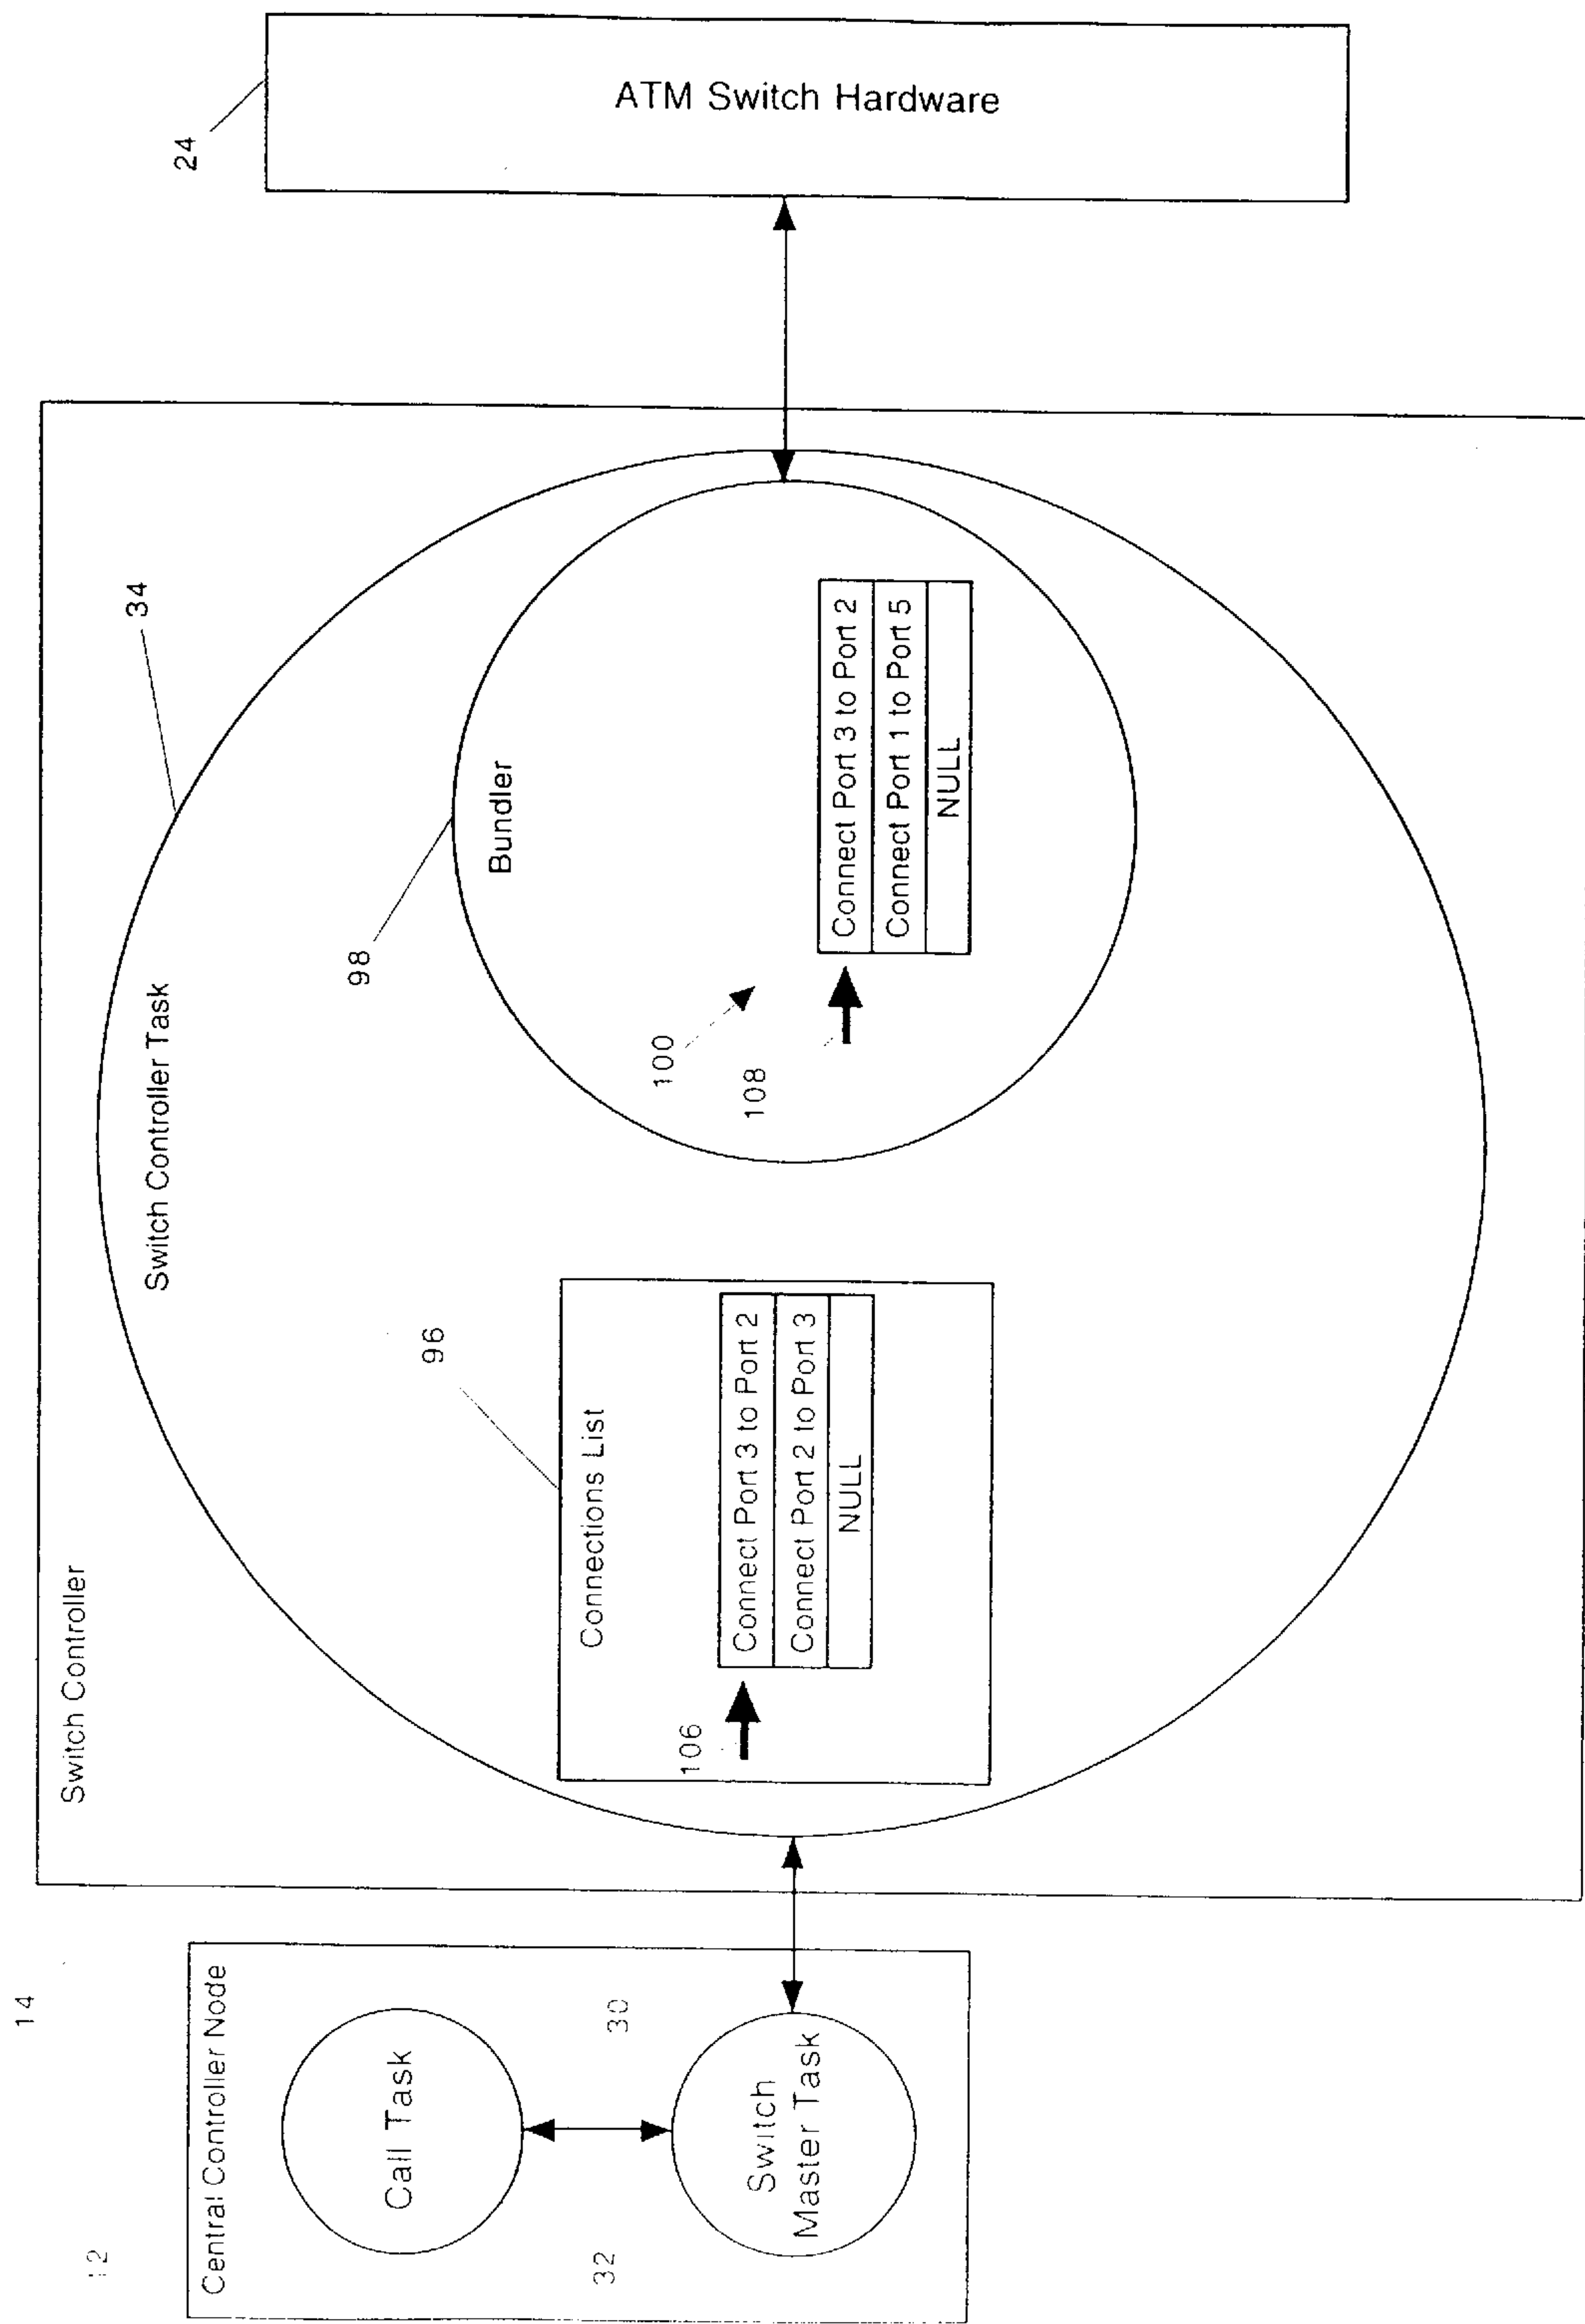 14
12
Switch Controller
Central Controller Node
Call Task
30
32
Switch
Master Task
Switch Controller Task
34
96
Connections List
106
Connect Port 3 to Port 2
Connect Port 2 to Port 3
NULL
98
Bundler
100
108
Connect Port 3 to Port 2
Connect Port 1 to Port 5
NULL
24
ATM Switch Hardware